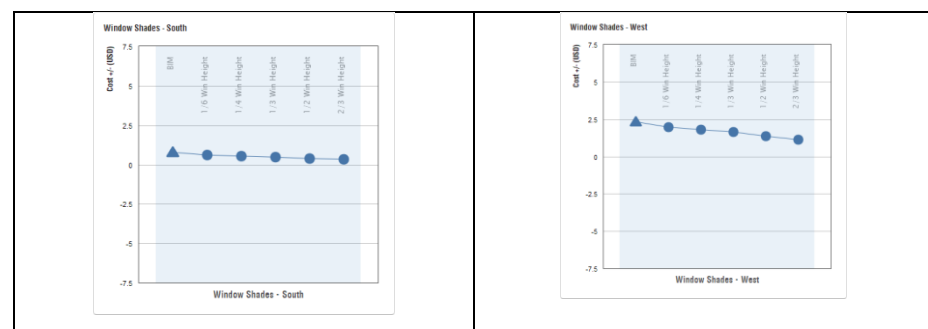 Window Shades - South
Cost +/- (USD)
7.5
5
2.5
0
-2.5
-5
-7.5
BIM
1/6 Win Height
1/4 Win Height
1/3 Win Height
1/2 Win Height
2/3 Win Height
Window Shades - South
Window Shades - West
Cost +/- (USD)
7.5
5
2.5
0
-2.5
-5
-7.5
BIM
1/6 Win Height
1/4 Win Height
1/3 Win Height
1/2 Win Height
2/3 Win Height
Window Shades - West